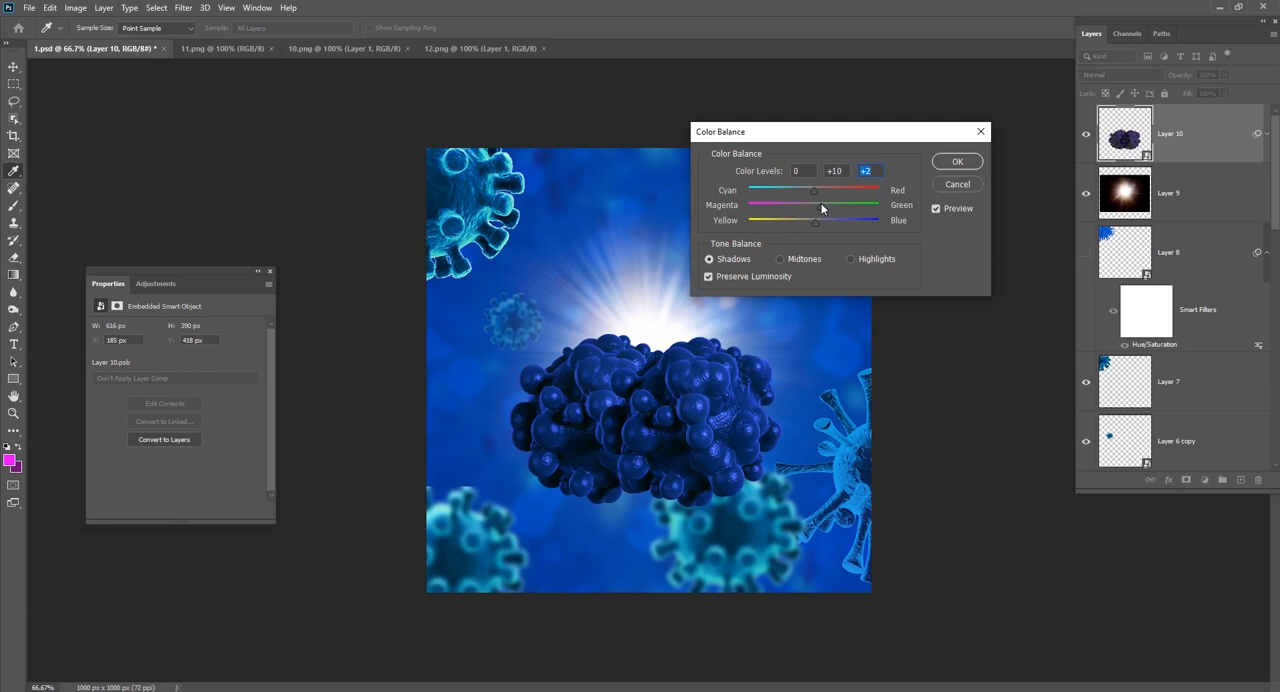 Ps File Edit Image Layer Type Select Filter 3D View Window Help
Sample Size: Point Sample Sample: All Layers Show Sampling Ring
1.psd @ 66.7% (Layer 10, RGB/8#) * × 11.png @ 100% (RGB/8) × 10.png @ 100% (Layer 1, RGB/8) × 12.png @ 100% (Layer 1, RGB/8) ×
Layers Channels Paths
Kind
Normal Opacity: 100%
Lock: Fill: 100%
Layer 10
Layer 9
Layer 8
Smart Filters
Hue/Saturation
Layer 7
Layer 6 copy
Color Balance
Color Balance
Color Levels: 0 +10 +2
Cyan Red
Magenta Green
Yellow Blue
Tone Balance
Shadows Midtones Highlights
Preserve Luminosity
OK
Cancel
Preview
Properties Adjustments
Embedded Smart Object
W: 616 px H: 390 px
X: 185 px Y: 418 px
Layer 10.psb
Don't Apply Layer Comp
Edit Contents
Convert to Linked...
Convert to Layers
66.67% 1000 px x 1000 px (72 ppi)